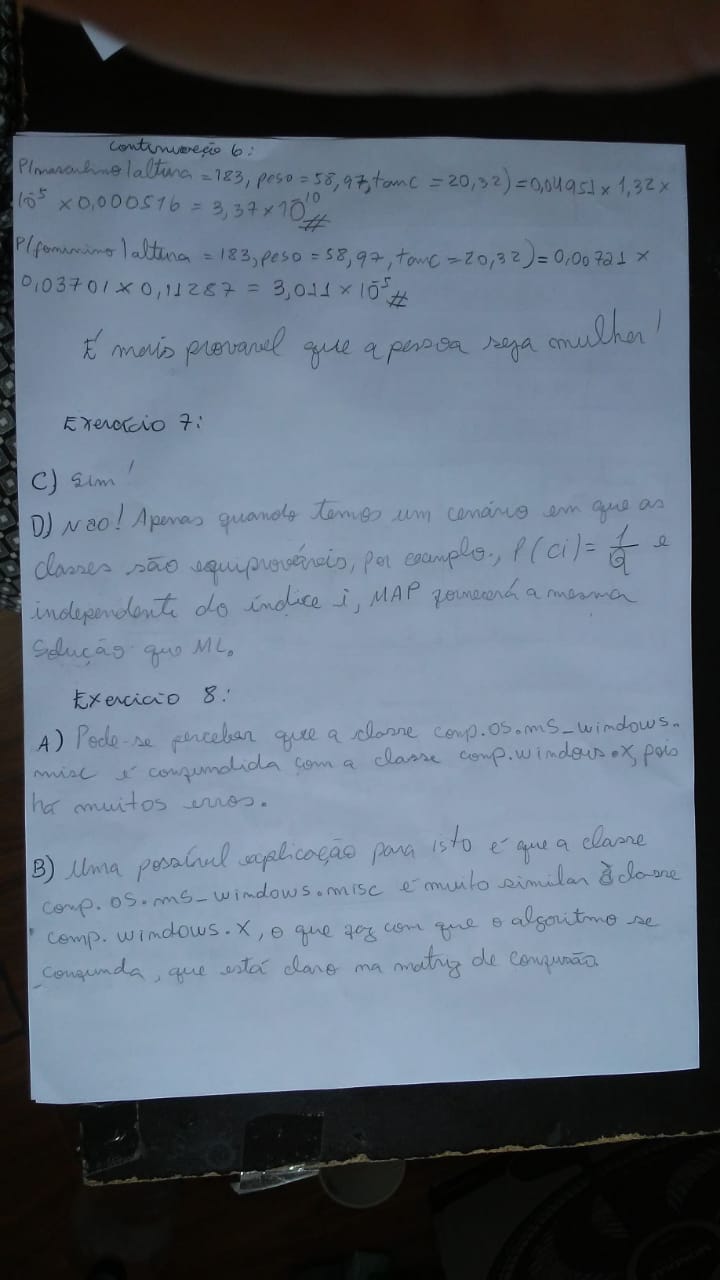 continuação 6:
P(masculino | altura = 183, peso = 58,97, tamc = 20,32) = 0,04951 × 1,32 ×
10⁻⁵ × 0,000516 = 3,37 × 10⁻¹⁰ #
P(feminino | altura = 183, peso = 58,97, tamc = 20,32) = 0,00721 ×
0,03701 × 0,11287 = 3,011 × 10⁻⁵ #
É mais provavel que a pessoa seja mulher!
Exercício 7:
C) Sim!
D) Não! Apenas quando temos um cenário em que as
classes são equiprováveis, por exemplo, P(Ci) = 1/Q e
independente do índice i, MAP fornecerá a mesma
solução que ML.
Exercicio 8:
A) Pode-se perceber que a classe comp.os.ms_windows.
misc é confundida com a classe comp.windows.x, pois
há muitos erros.
B) Uma possível explicação para isto é que a classe
comp.os.ms_windows.misc é muito similar à classe
comp.windows.x, o que faz com que o algoritmo se
confunda, que está claro na matriz de confusão.